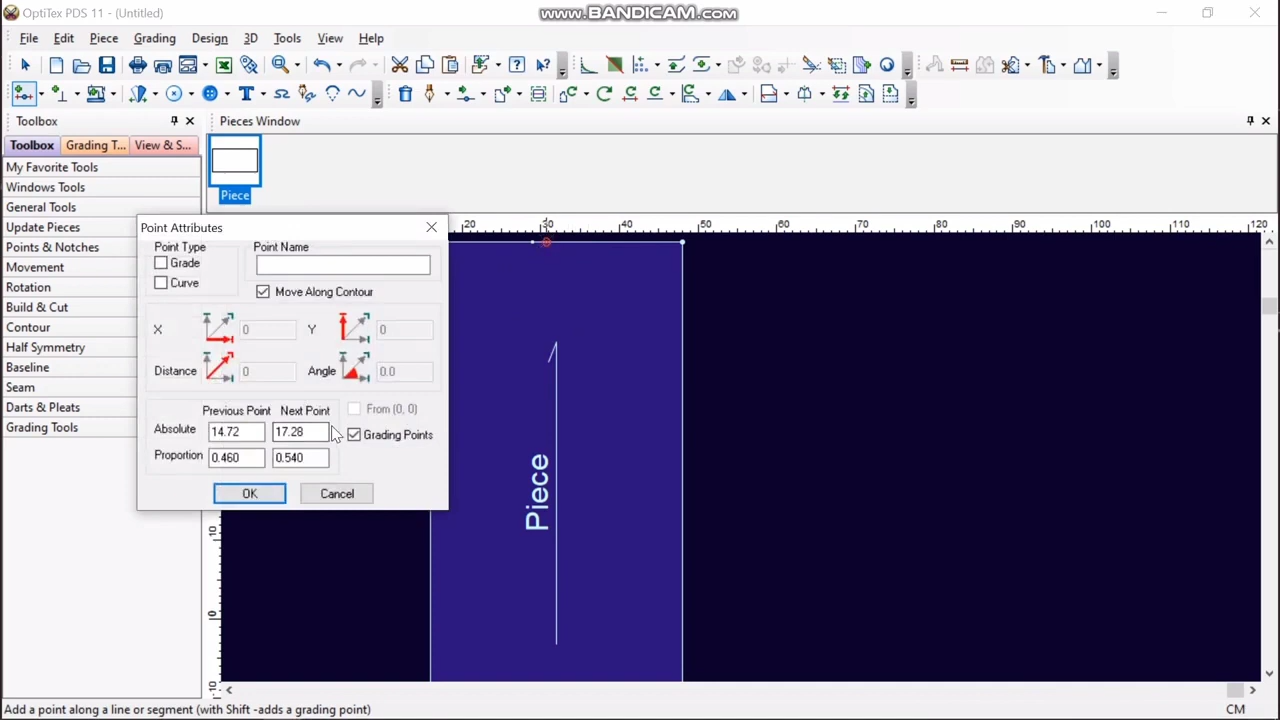 OptiTex PDS 11 - (Untitled)
www.BANDICAM.com
File Edit Piece Grading Design 3D Tools View Help
Toolbox
Pieces Window
Toolbox Grading T... View & S...
My Favorite Tools
Windows Tools
General Tools
Update Pieces
Points & Notches
Movement
Rotation
Build & Cut
Contour
Half Symmetry
Baseline
Seam
Darts & Pleats
Grading Tools
Piece
20 30 40 50 60 70 80 90 100 110 120
Point Attributes
Point Type
Point Name
Grade
Curve
Move Along Contour
X 0 Y 0
Distance 0 Angle 0.0
Previous Point Next Point From (0, 0)
Absolute 14.72 17.28 Grading Points
Proportion 0.460 0.540
OK Cancel
Piece
10
0
-10
Add a point along a line or segment (with Shift -adds a grading point)
CM